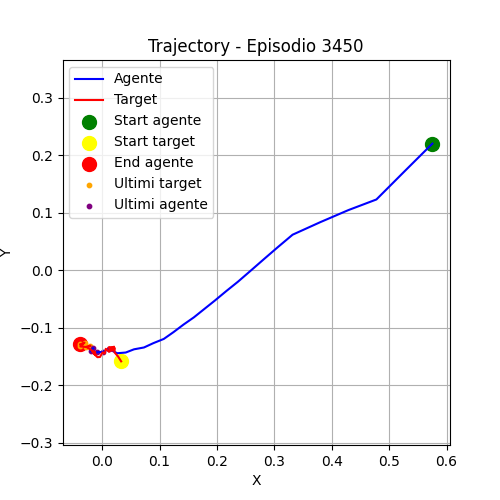 Trajectory - Episodio 3450
Agente
Target
Start agente
Start target
End agente
Ultimi target
Ultimi agente
0.3
0.2
0.1
0.0
−0.1
−0.2
−0.3
Y
0.0
0.1
0.2
0.3
0.4
0.5
0.6
X